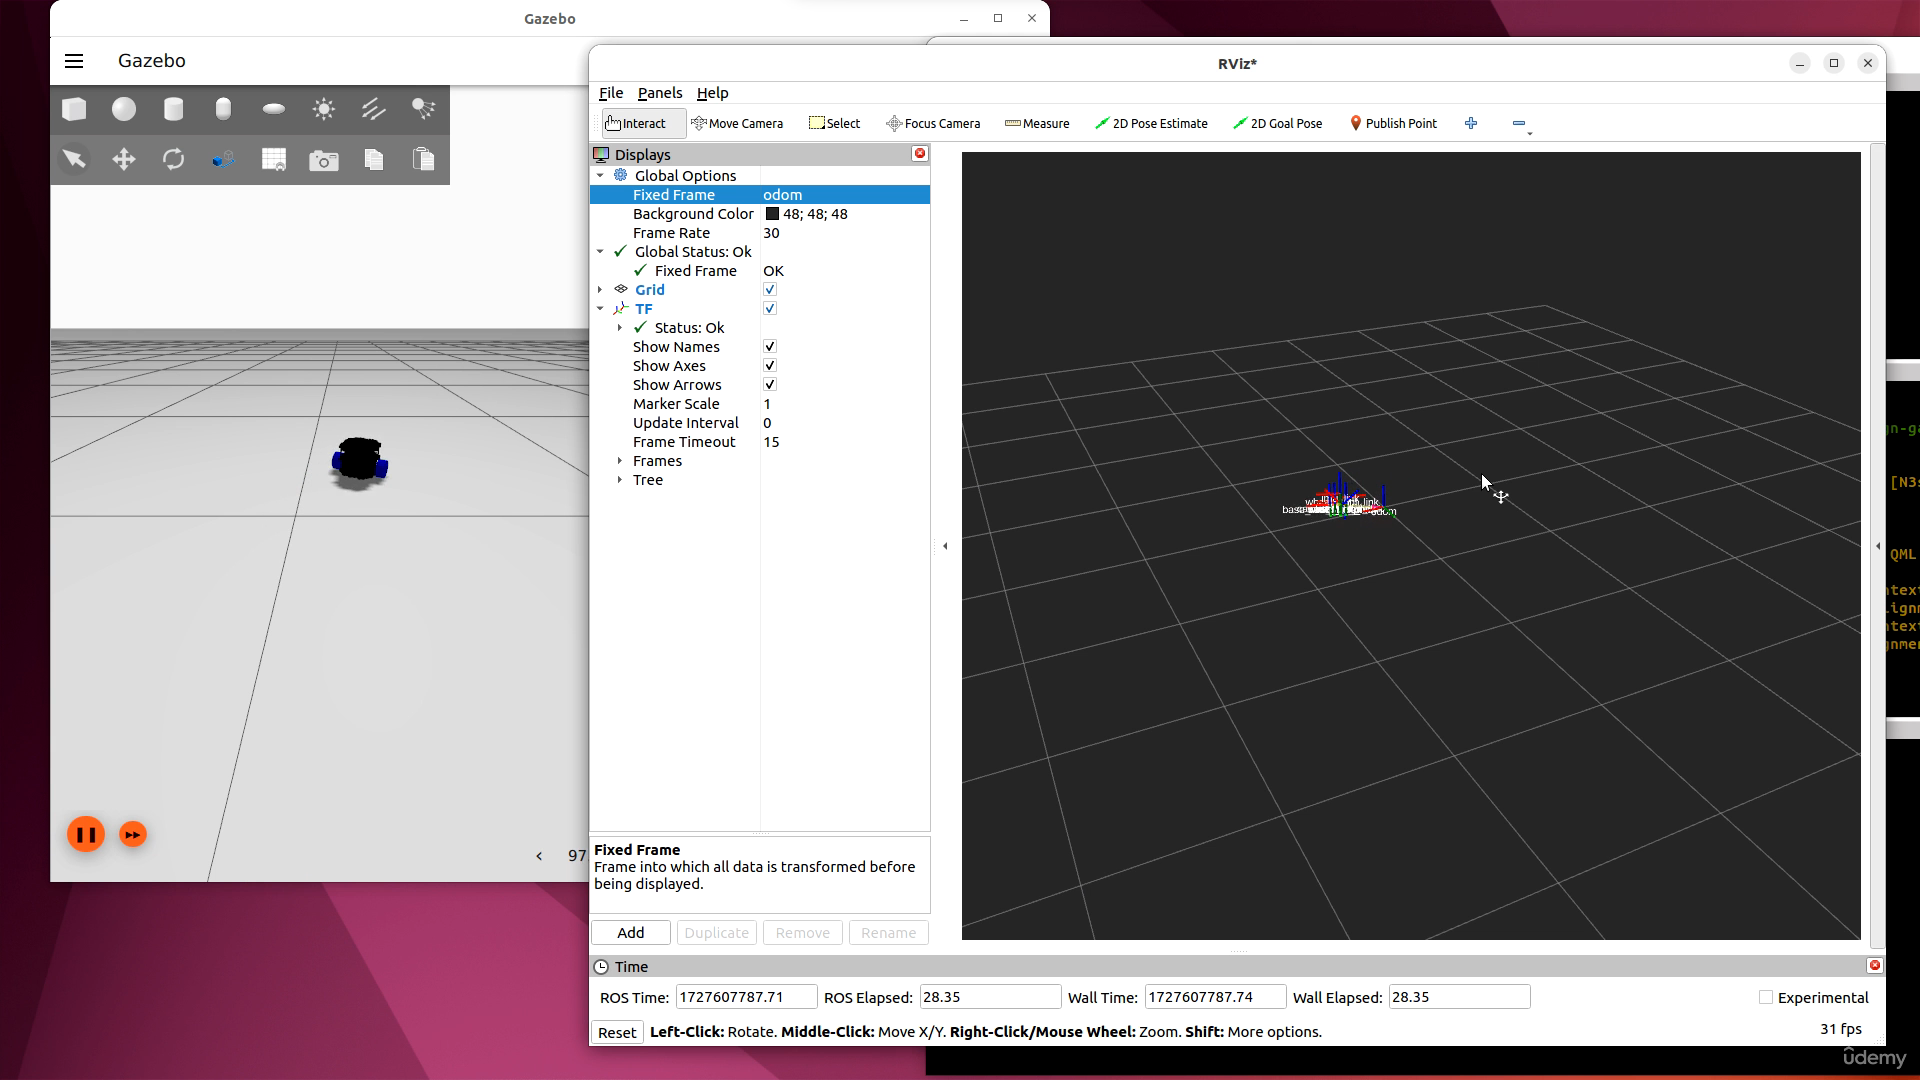 Gazebo
Gazebo
97
RViz*
File Panels Help
Interact Move Camera Select Focus Camera Measure 2D Pose Estimate 2D Goal Pose Publish Point
Displays
Global Options
Fixed Frame odom
Background Color 48; 48; 48
Frame Rate 30
Global Status: Ok
Fixed Frame OK
Grid
TF
Status: Ok
Show Names
Show Axes
Show Arrows
Marker Scale 1
Update Interval 0
Frame Timeout 15
Frames
Tree
odom
Fixed Frame
Frame into which all data is transformed before
being displayed.
Add Duplicate Remove Rename
Time
ROS Time: 1727607787.71 ROS Elapsed: 28.35 Wall Time: 1727607787.74 Wall Elapsed: 28.35 Experimental
Reset Left-Click: Rotate. Middle-Click: Move X/Y. Right-Click/Mouse Wheel: Zoom. Shift: More options. 31 fps
[N3s
QML
ûdemy